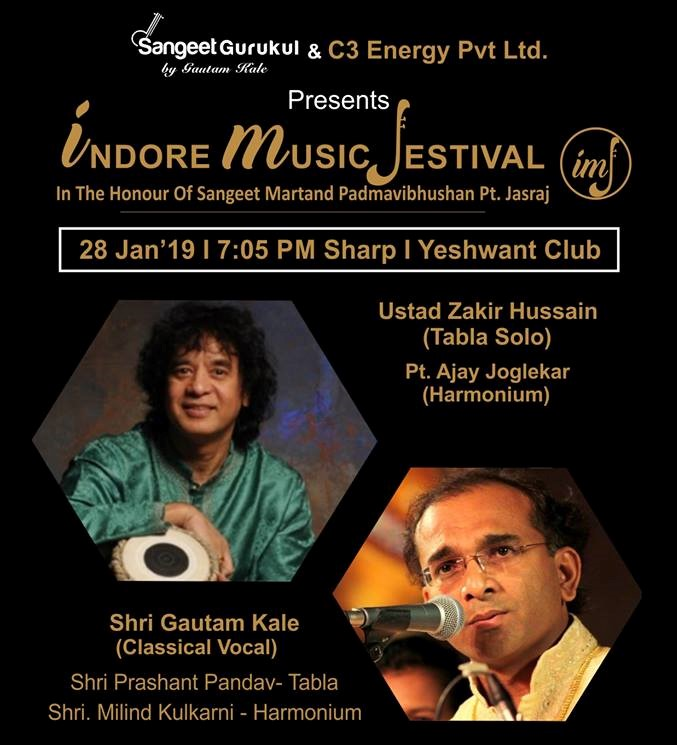 Sangeet Gurukul & C3 Energy Pvt Ltd.
by Gautam Kale
Presents
indore music festival imf
In The Honour Of Sangeet Martand Padmavibhushan Pt. Jasraj
28 Jan’19 I 7:05 PM Sharp I Yeshwant Club
Ustad Zakir Hussain
(Tabla Solo)
Pt. Ajay Joglekar
(Harmonium)
Shri Gautam Kale
(Classical Vocal)
Shri Prashant Pandav- Tabla
Shri. Milind Kulkarni - Harmonium